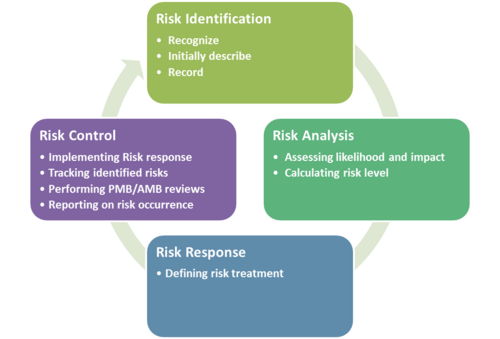 Risk Identification
• Recognize
• Initially describe
• Record
Risk Analysis
• Assessing likelihood and impact
• Calculating risk level
Risk Response
• Defining risk treatment
Risk Control
• Implementing Risk response
• Tracking identified risks
• Performing PMB/AMB reviews
• Reporting on risk occurrence